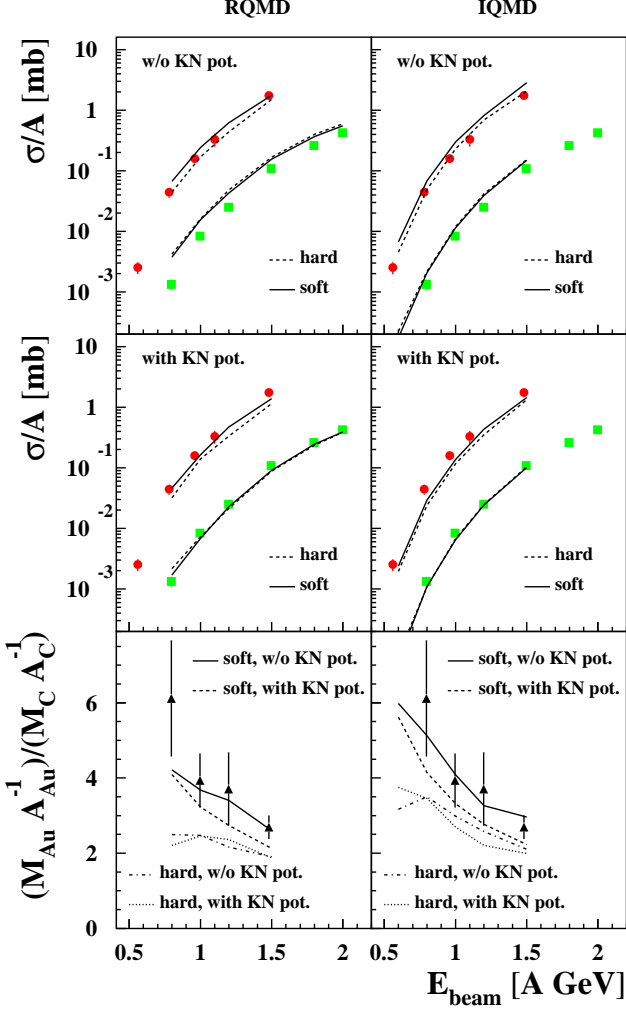 RQMD
IQMD
σ/A [mb]
10
1
10⁻¹
10⁻²
10⁻³
w/o KN pot.
hard
soft
w/o KN pot.
hard
soft
σ/A [mb]
10
1
10⁻¹
10⁻²
10⁻³
with KN pot.
hard
soft
with KN pot.
hard
soft
(M_Au A⁻¹_Au)/(M_C A⁻¹_C)
6
4
2
0
soft, w/o KN pot.
soft, with KN pot.
hard, w/o KN pot.
hard, with KN pot.
soft, w/o KN pot.
soft, with KN pot.
hard, w/o KN pot.
hard, with KN pot.
0.5 1 1.5 2 0.5 1 1.5 2
E_beam [A GeV]